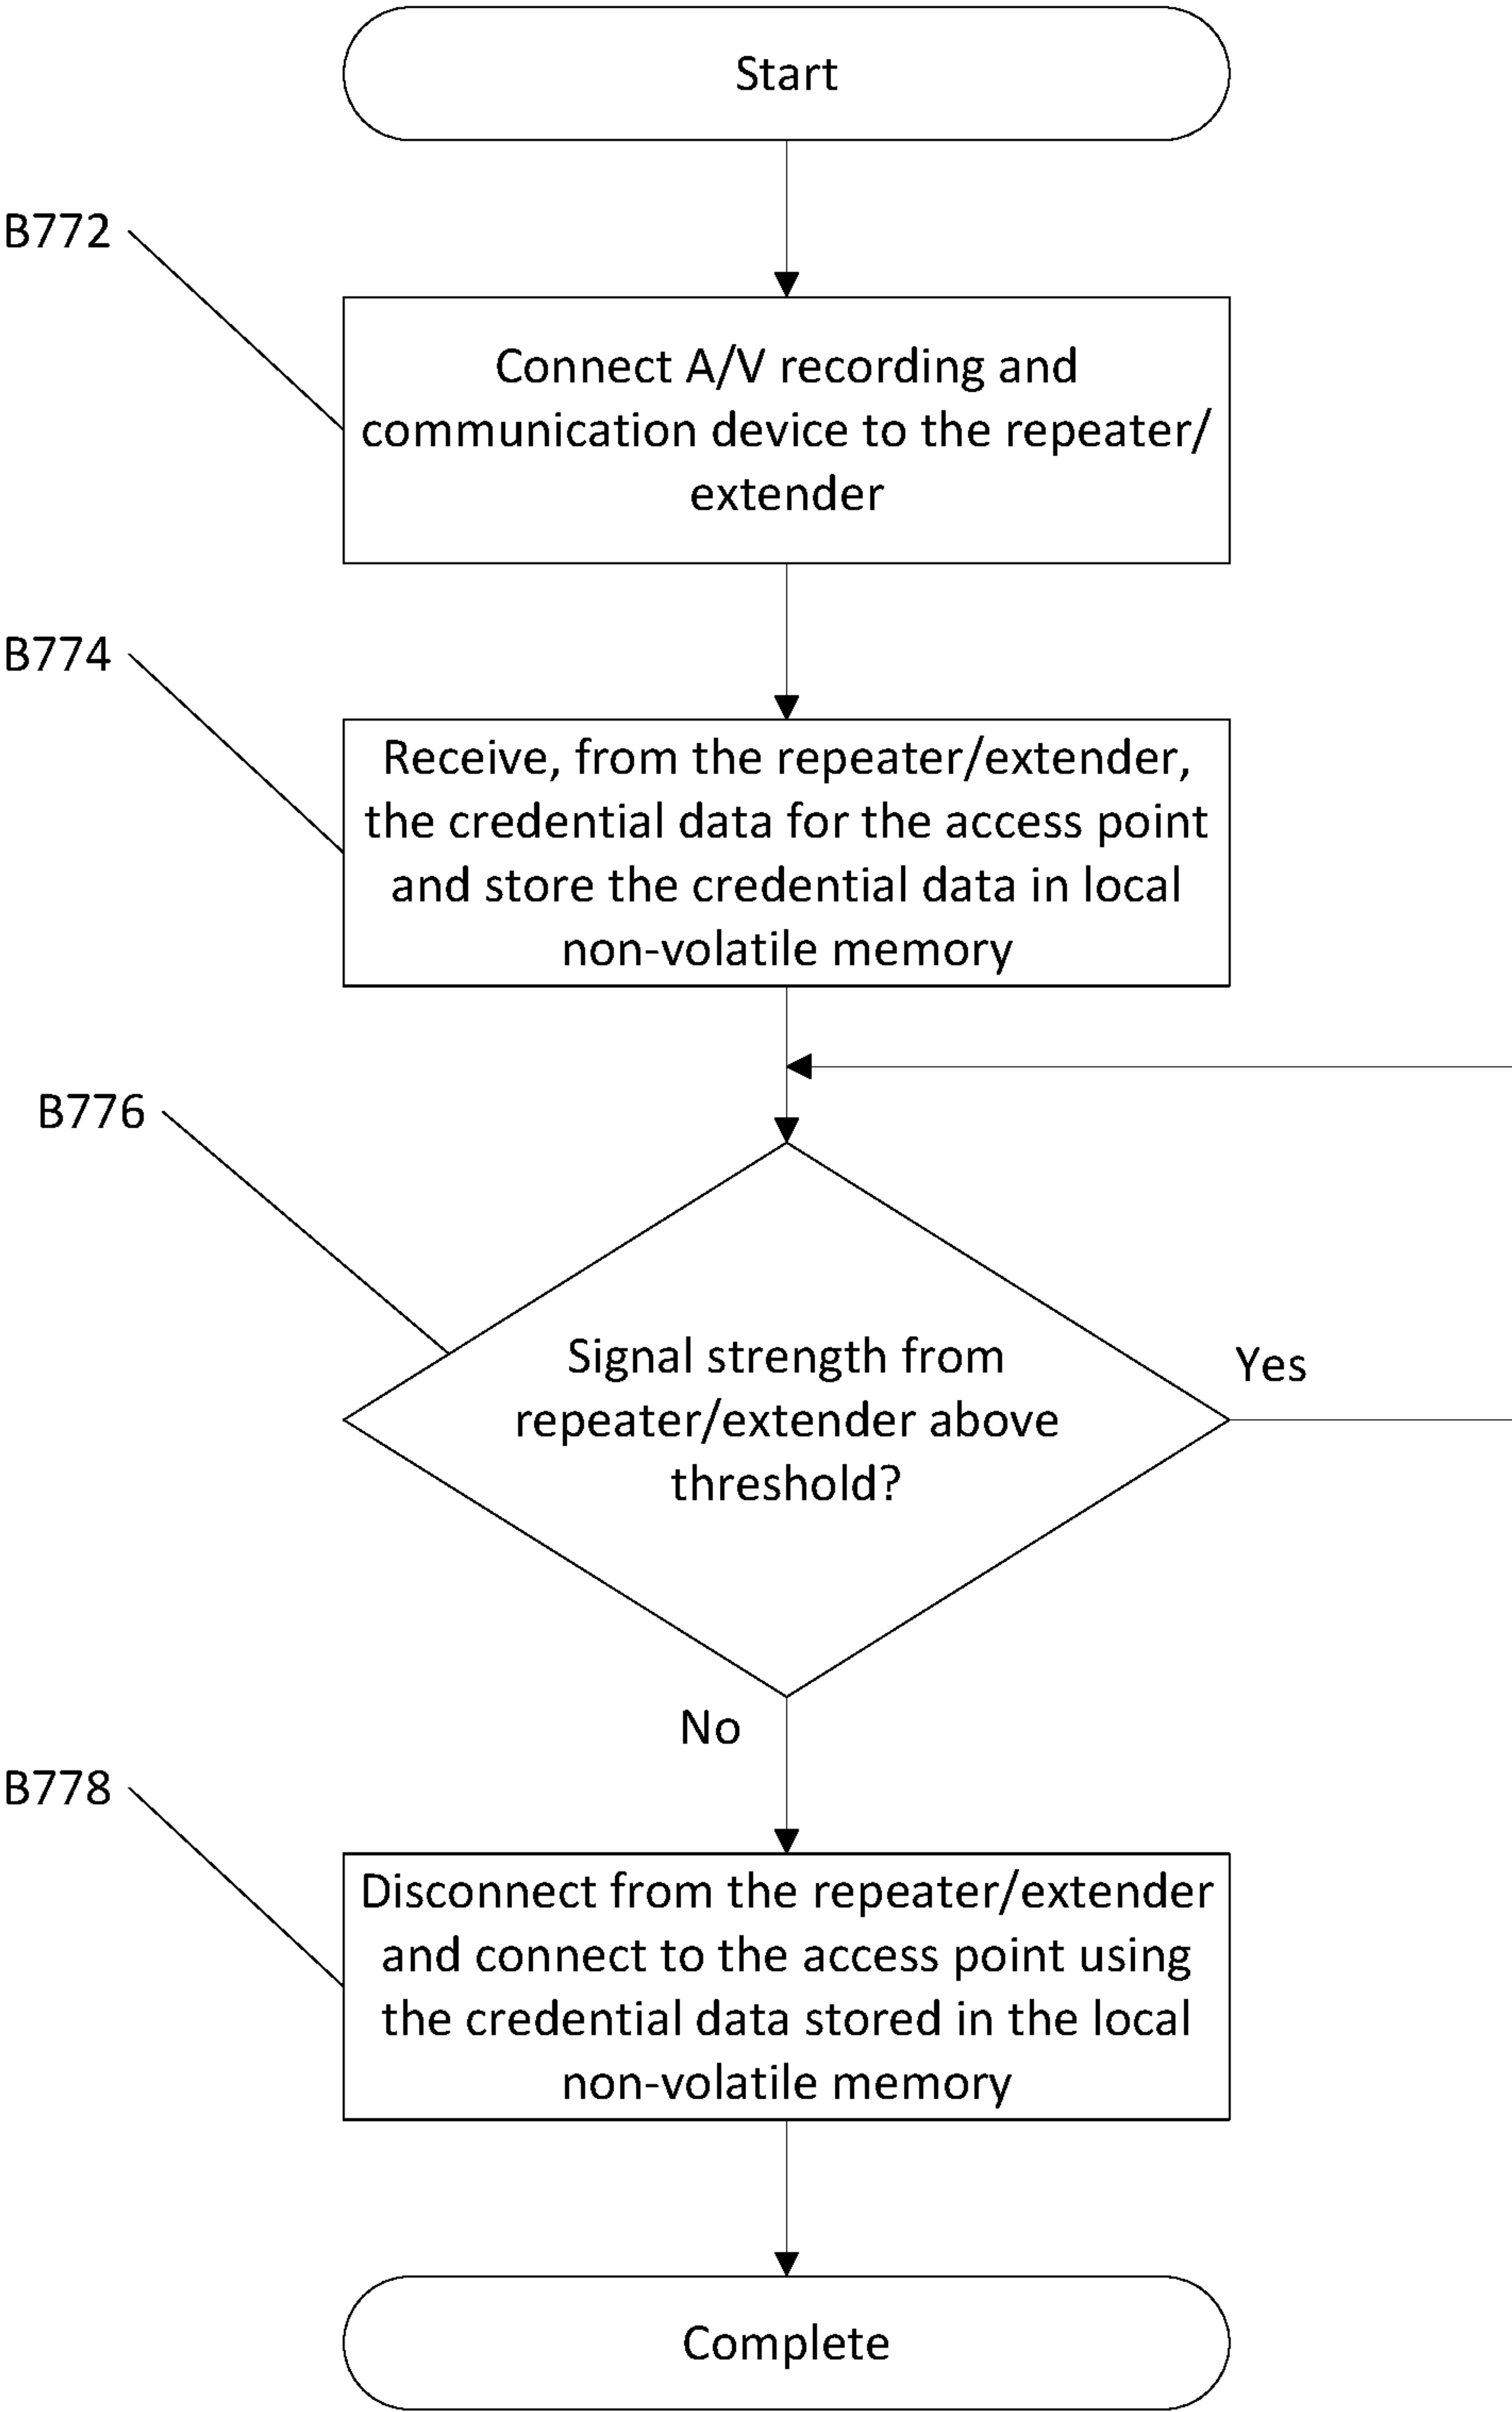 Start
B772
Connect A/V recording and
communication device to the repeater/
extender
B774
Receive, from the repeater/extender,
the credential data for the access point
and store the credential data in local
non-volatile memory
B776
Signal strength from
repeater/extender above
threshold?
Yes
No
B778
Disconnect from the repeater/extender
and connect to the access point using
the credential data stored in the local
non-volatile memory
Complete